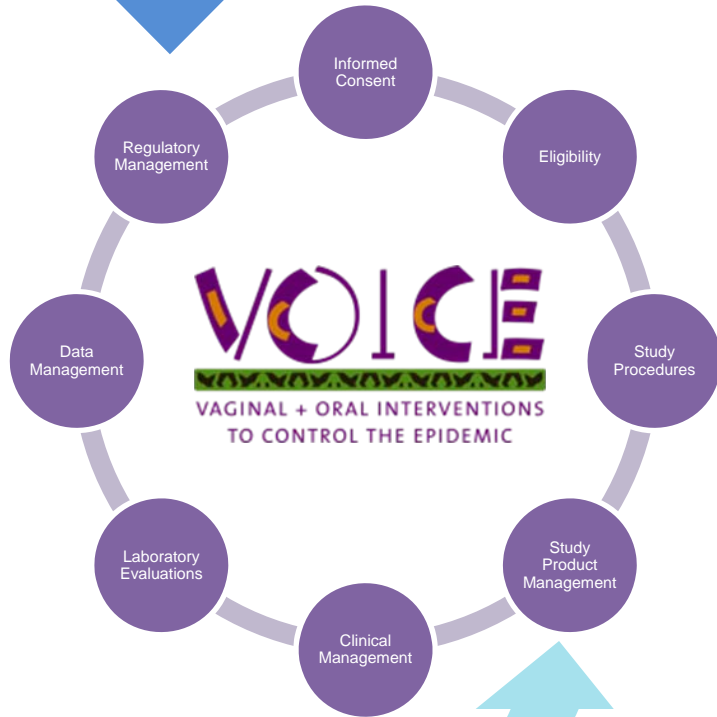 Informed
Consent
Eligibility
Study
Procedures
Study
Product
Management
Clinical
Management
Laboratory
Evaluations
Data
Management
Regulatory
Management
VOICE
VAGINAL + ORAL INTERVENTIONS
TO CONTROL THE EPIDEMIC